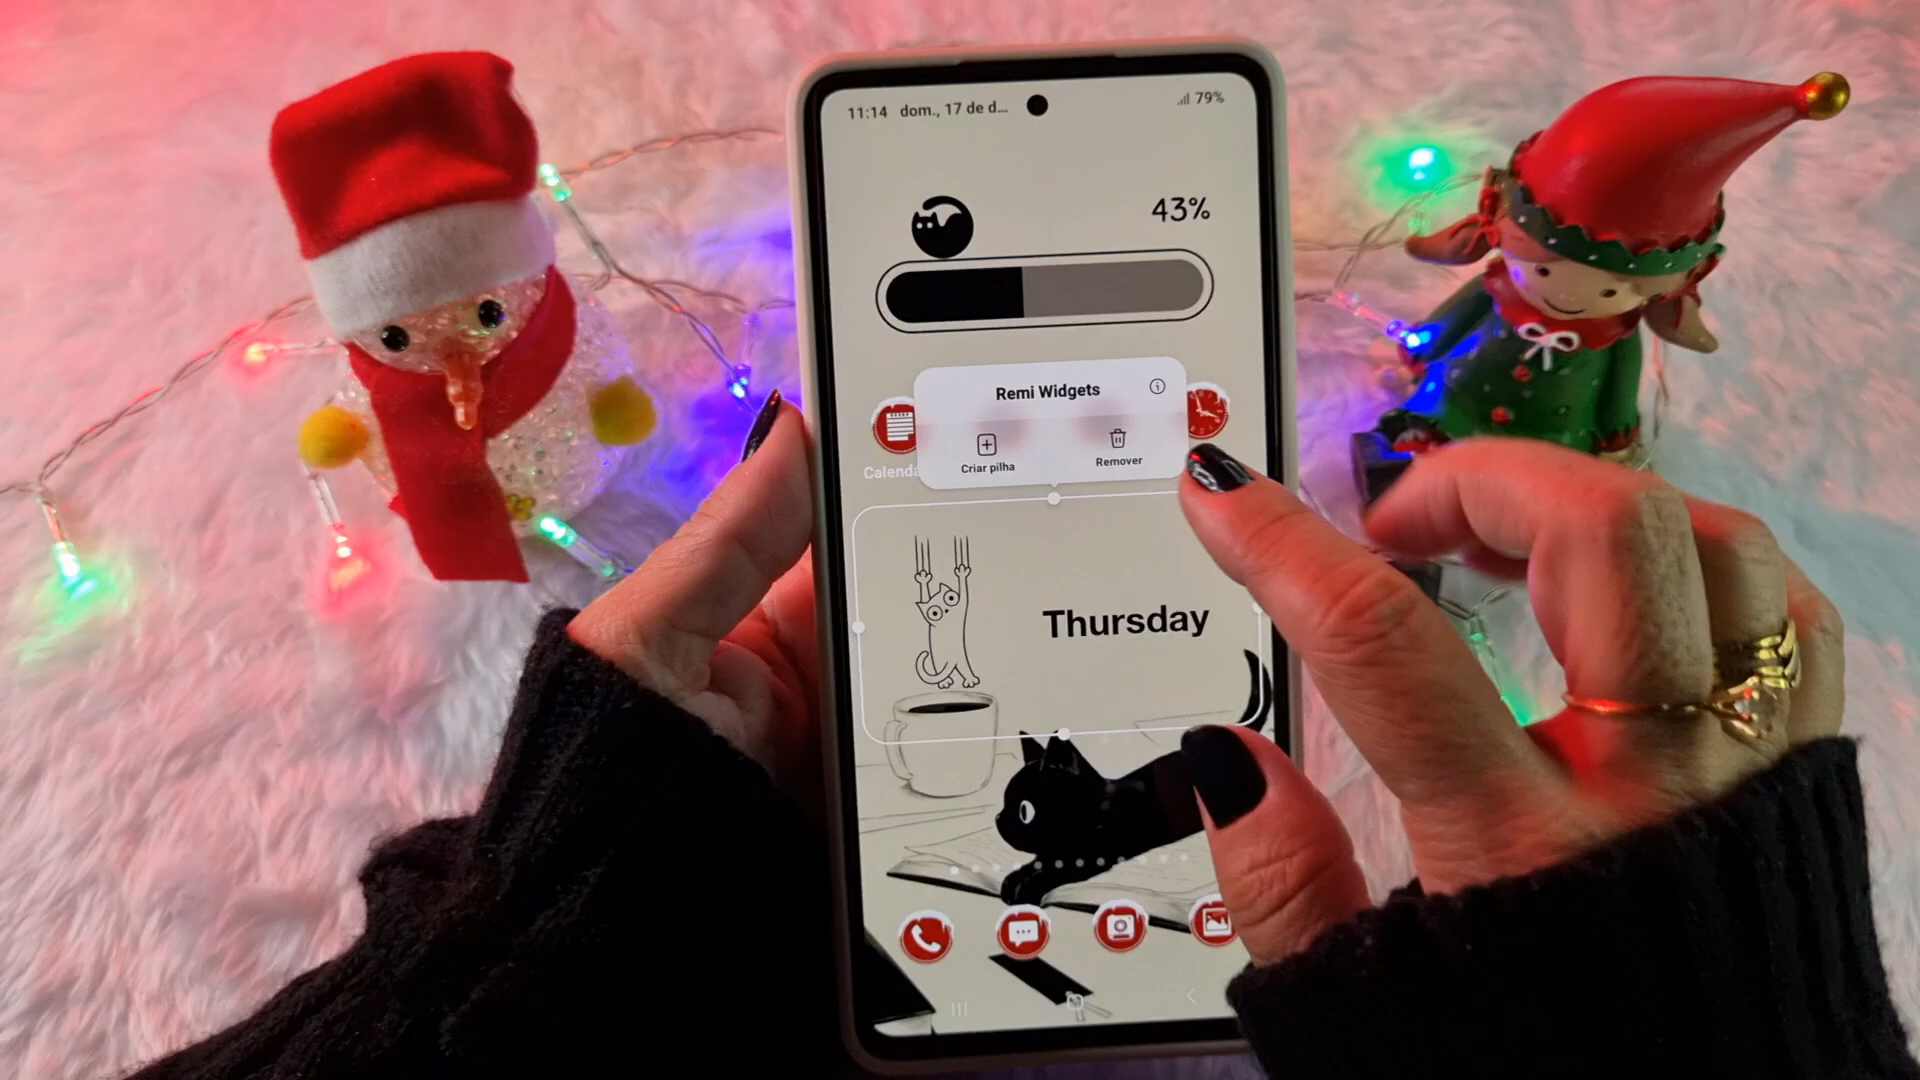 11:14 dom., 17 de d... 79%
43%
Remi Widgets
Criar pilha
Remover
Calenda
Thursday